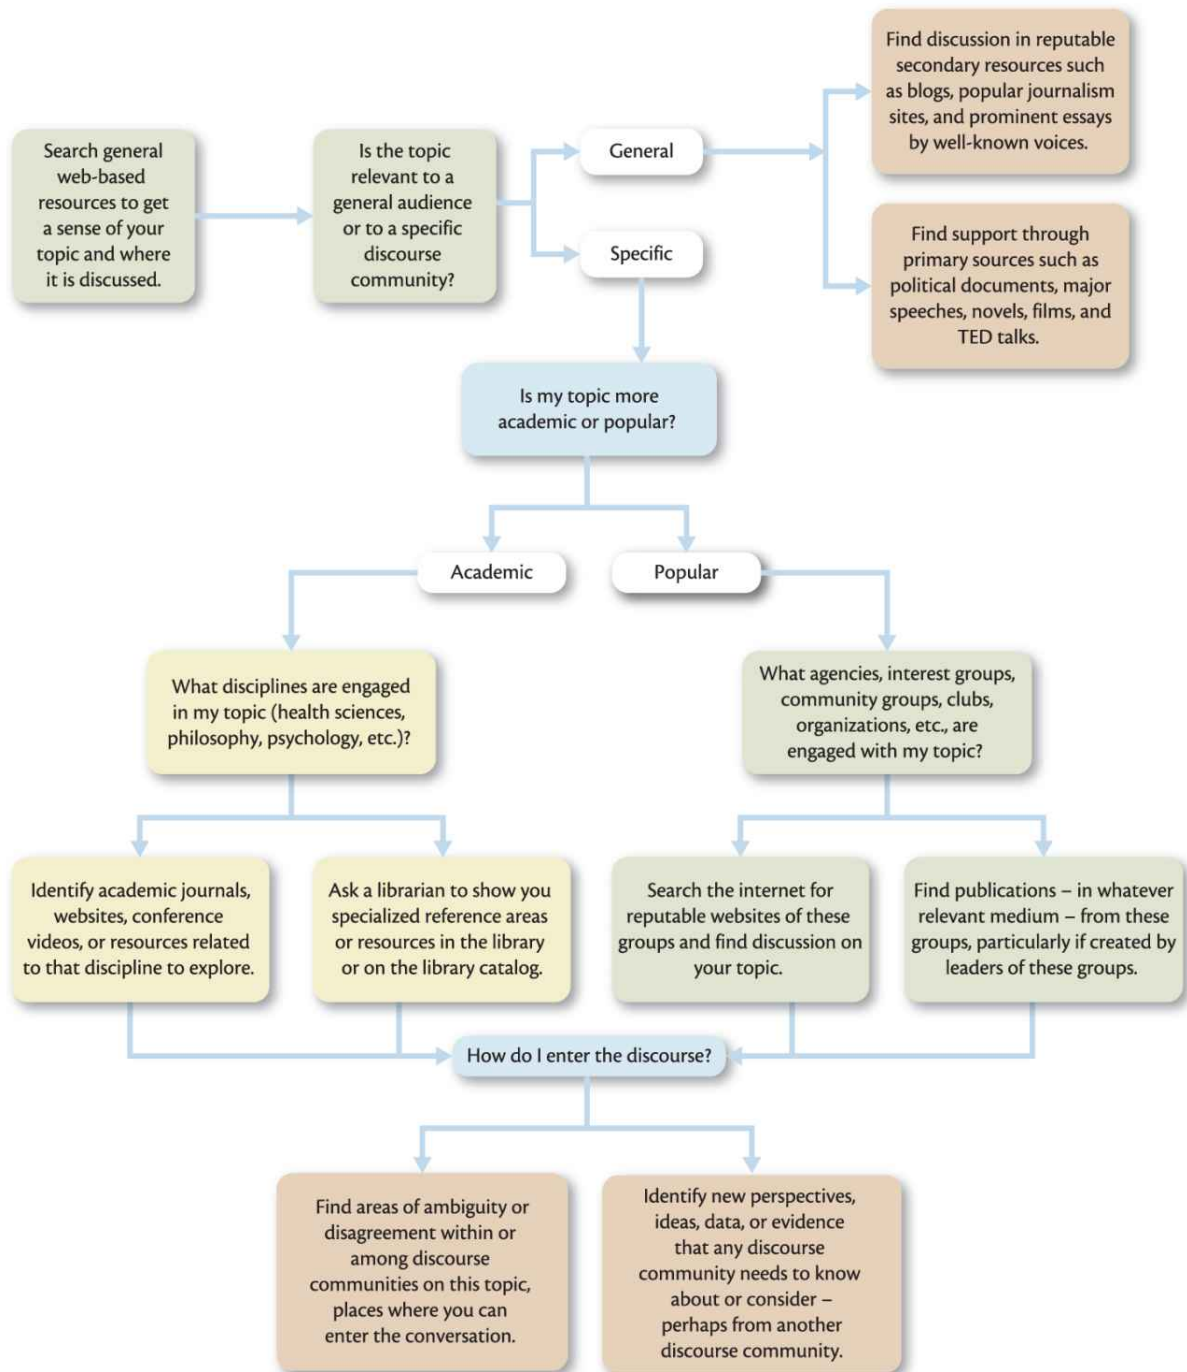 Search general
web-based
resources to get
a sense of your
topic and where
it is discussed.
Is the topic
relevant to a
general audience
or to a specific
discourse
community?
General
Specific
Find discussion in reputable
secondary resources such
as blogs, popular journalism
sites, and prominent essays
by well-known voices.
Find support through
primary sources such as
political documents, major
speeches, novels, films, and
TED talks.
Is my topic more
academic or popular?
Academic
Popular
What disciplines are engaged
in my topic (health sciences,
philosophy, psychology, etc.)?
What agencies, interest groups,
community groups, clubs,
organizations, etc., are
engaged with my topic?
Identify academic journals,
websites, conference
videos, or resources related
to that discipline to explore.
Ask a librarian to show you
specialized reference areas
or resources in the library
or on the library catalog.
Search the internet for
reputable websites of these
groups and find discussion on
your topic.
Find publications – in whatever
relevant medium – from these
groups, particularly if created by
leaders of these groups.
How do I enter the discourse?
Find areas of ambiguity or
disagreement within or
among discourse
communities on this topic,
places where you can
enter the conversation.
Identify new perspectives,
ideas, data, or evidence
that any discourse
community needs to know
about or consider –
perhaps from another
discourse community.